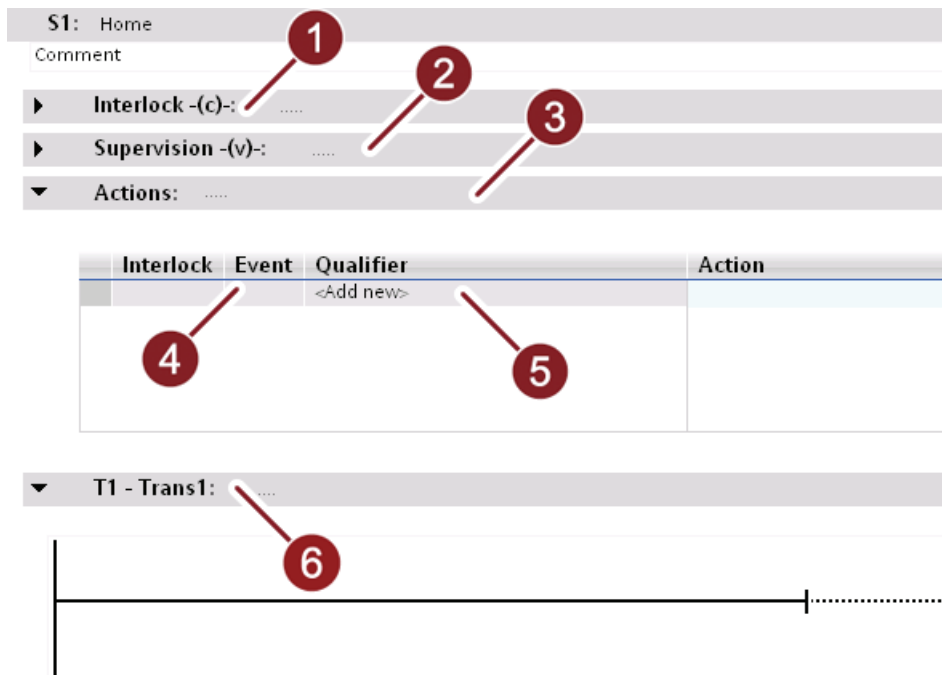 S1: Home
1
Comment
2
Interlock -(c)-: .....
3
Supervision -(v)-: .....
Actions: .....
Interlock Event Qualifier Action
<Add new>
4
5
T1 - Trans1: ....
6